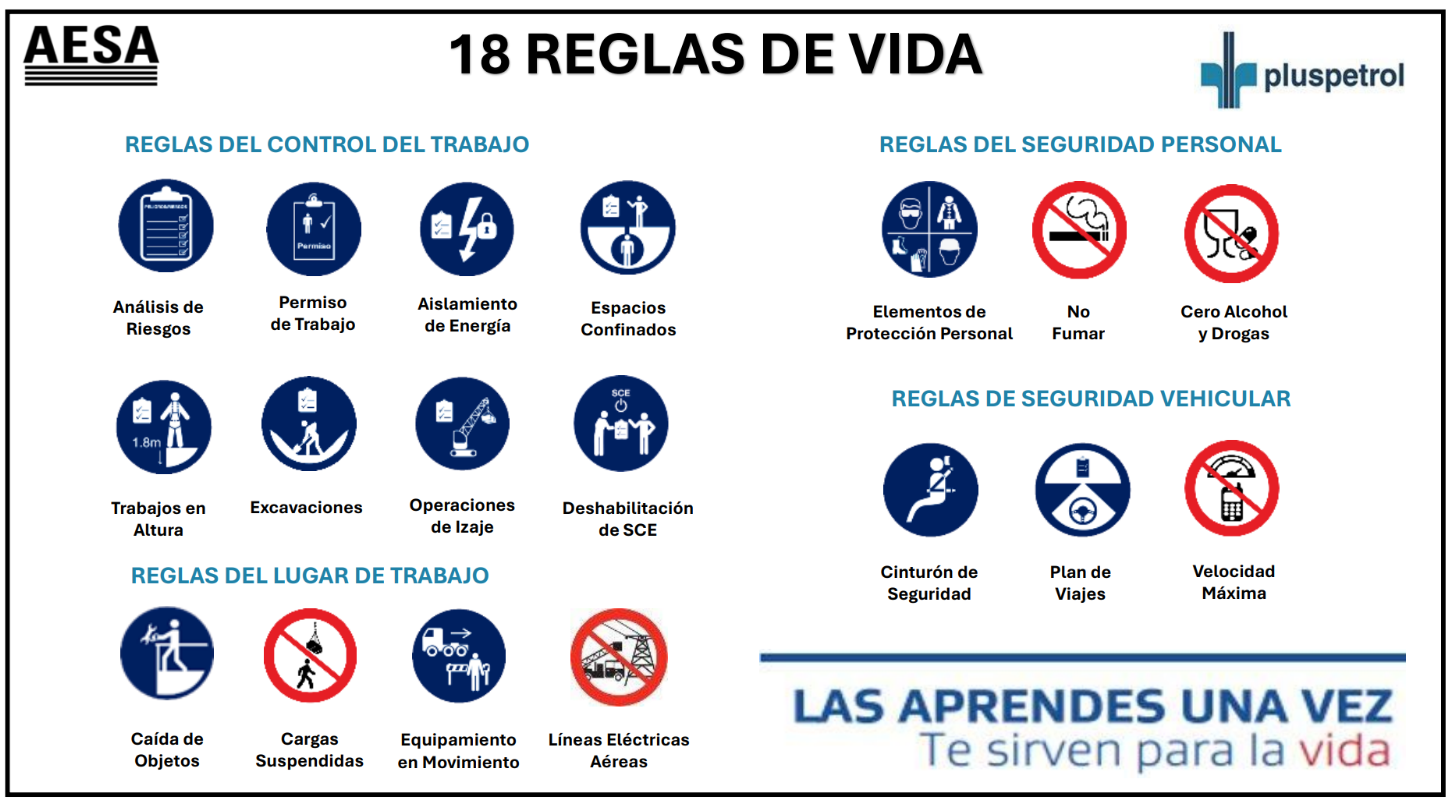 AESA
18 REGLAS DE VIDA
pluspetrol
REGLAS DEL CONTROL DEL TRABAJO
Permiso
Análisis de
Riesgos
Permiso
de Trabajo
Aislamiento
de Energía
Espacios
Confinados
1.8m
SCE
Trabajos en
Altura
Excavaciones
Operaciones
de Izaje
Deshabilitación
de SCE
REGLAS DEL LUGAR DE TRABAJO
Caída de
Objetos
Cargas
Suspendidas
Equipamiento
en Movimiento
Líneas Eléctricas
Aéreas
REGLAS DEL SEGURIDAD PERSONAL
Elementos de
Protección Personal
No
Fumar
Cero Alcohol
y Drogas
REGLAS DE SEGURIDAD VEHICULAR
Cinturón de
Seguridad
Plan de
Viajes
Velocidad
Máxima
LAS APRENDES UNA VEZ
Te sirven para la vida